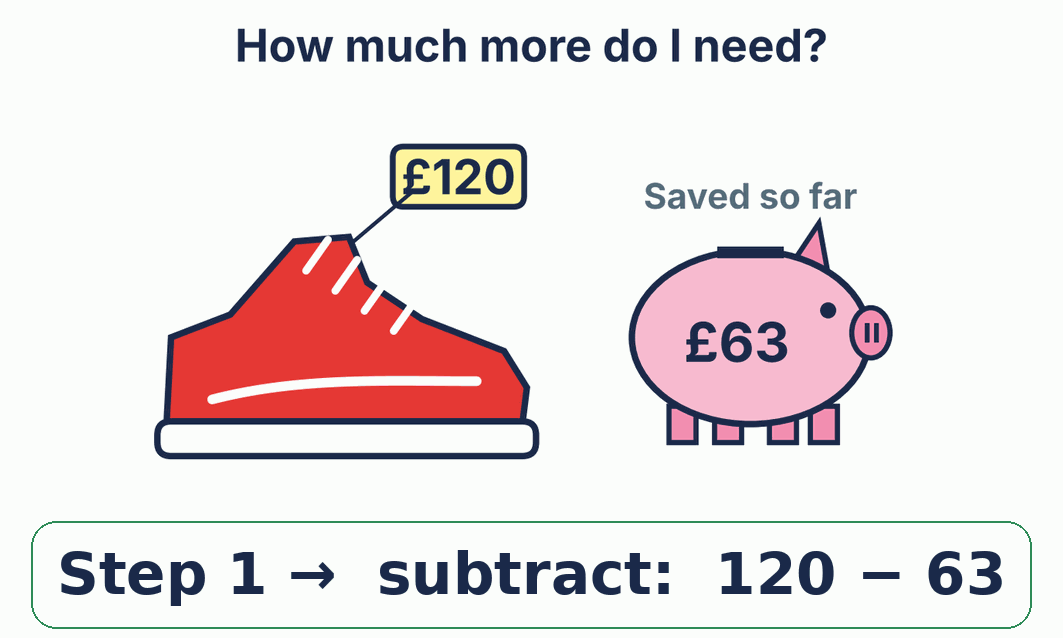 How much more do I need?
£120
Saved so far
£63
Step 1 → subtract: 120 − 63